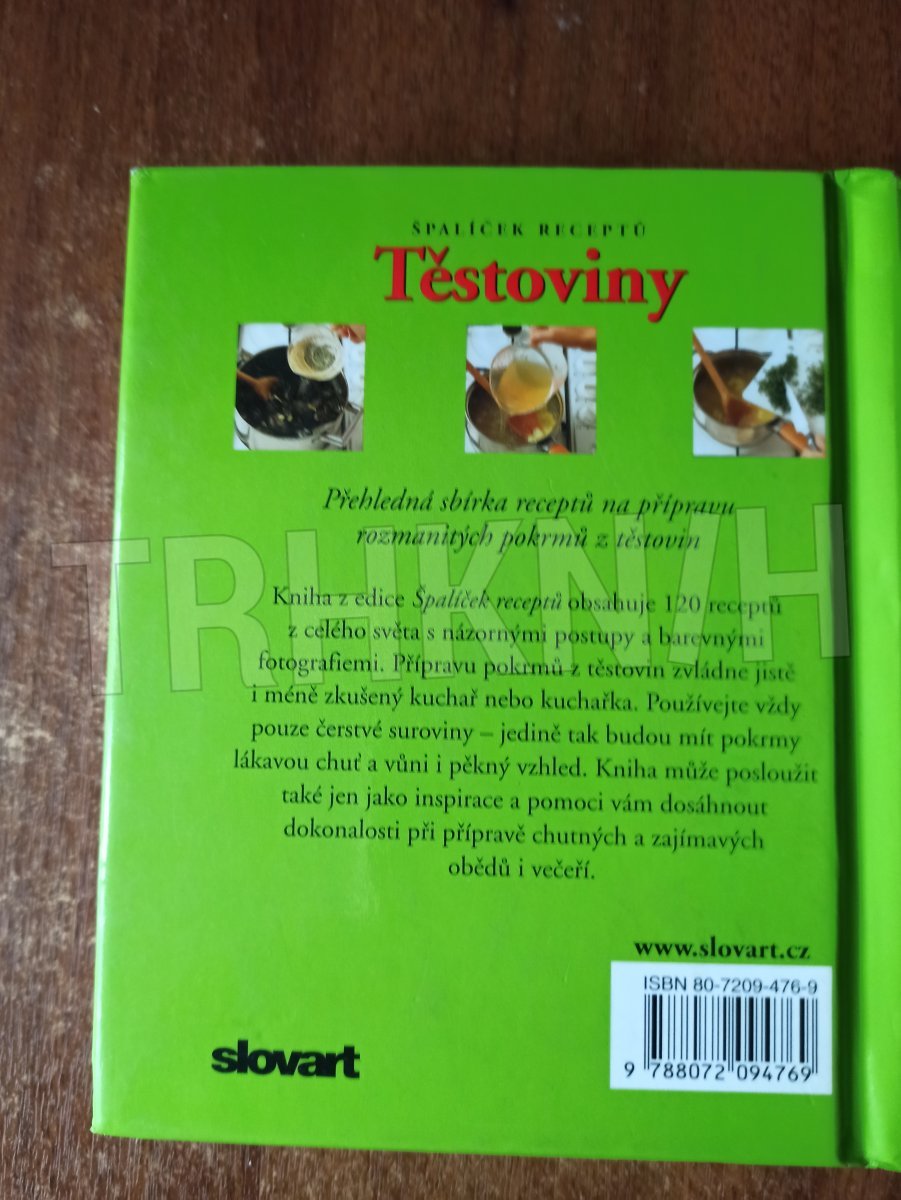 ŠPALÍČEK RECEPTŮ
Těstoviny
Přehledná sbírka receptů na přípravu
rozmanitých pokrmů z těstovin
TRHKNIH
Kniha z edice Špalíček receptů obsahuje 120 receptů
z celého světa s názornými postupy a barevnými
fotografiemi. Přípravu pokrmů z těstovin zvládne jistě
i méně zkušený kuchař nebo kuchařka. Používejte vždy
pouze čerstvé suroviny – jedině tak budou mít pokrmy
lákavou chuť a vůni i pěkný vzhled. Kniha může posloužit
také jen jako inspirace a pomoci vám dosáhnout
dokonalosti při přípravě chutných a zajímavých
obědů i večeří.
www.slovart.cz
ISBN 80-7209-476-9
9 788072 094769
slovart